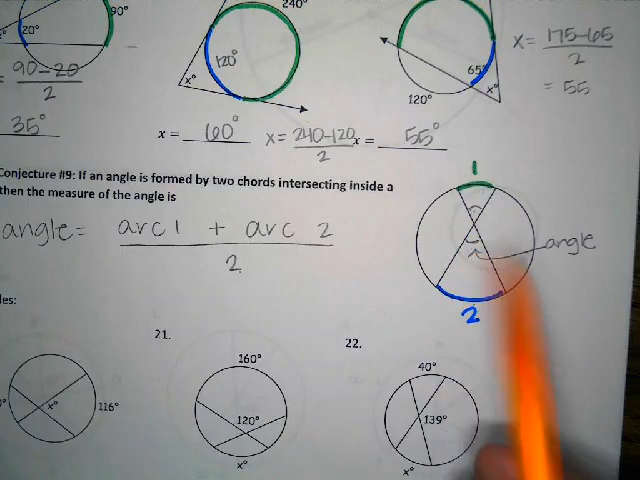 90°
20°
90-20
2
35°
240°
120°
x°
x = 60°
x = 240-120
2
65°
x°
120°
x = 175-65
2
= 55
x = 55°
Conjecture #9: If an angle is formed by two chords intersecting inside a
then the measure of the angle is
angle = arc 1 + arc 2
2
1
angle
2
les:
x°
116°
21.
160°
120°
x°
22.
40°
139°
x°